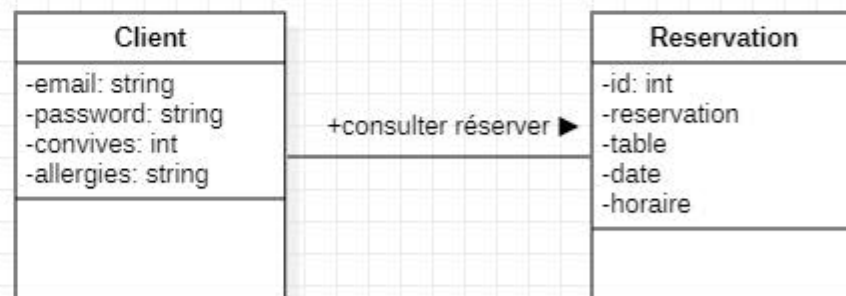 Client
-email: string
-password: string
-convives: int
-allergies: string
+consulter réserver ▶
Reservation
-id: int
-reservation
-table
-date
-horaire